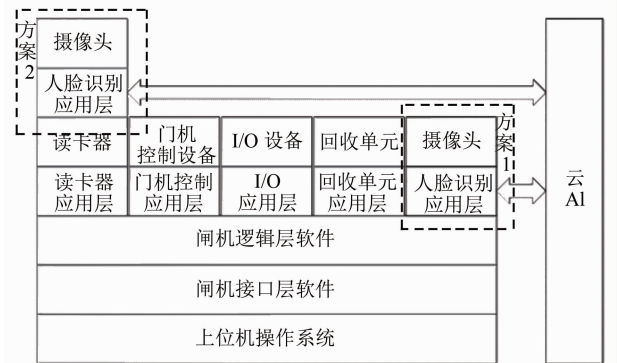 方案2
摄像头
人脸识别
应用层
读卡器
门机
控制设备
I/O 设备
回收单元
摄像头
方案1
读卡器
应用层
门机控制
应用层
I/O
应用层
回收单元
应用层
人脸识别
应用层
云
AI
闸机逻辑层软件
闸机接口层软件
上位机操作系统